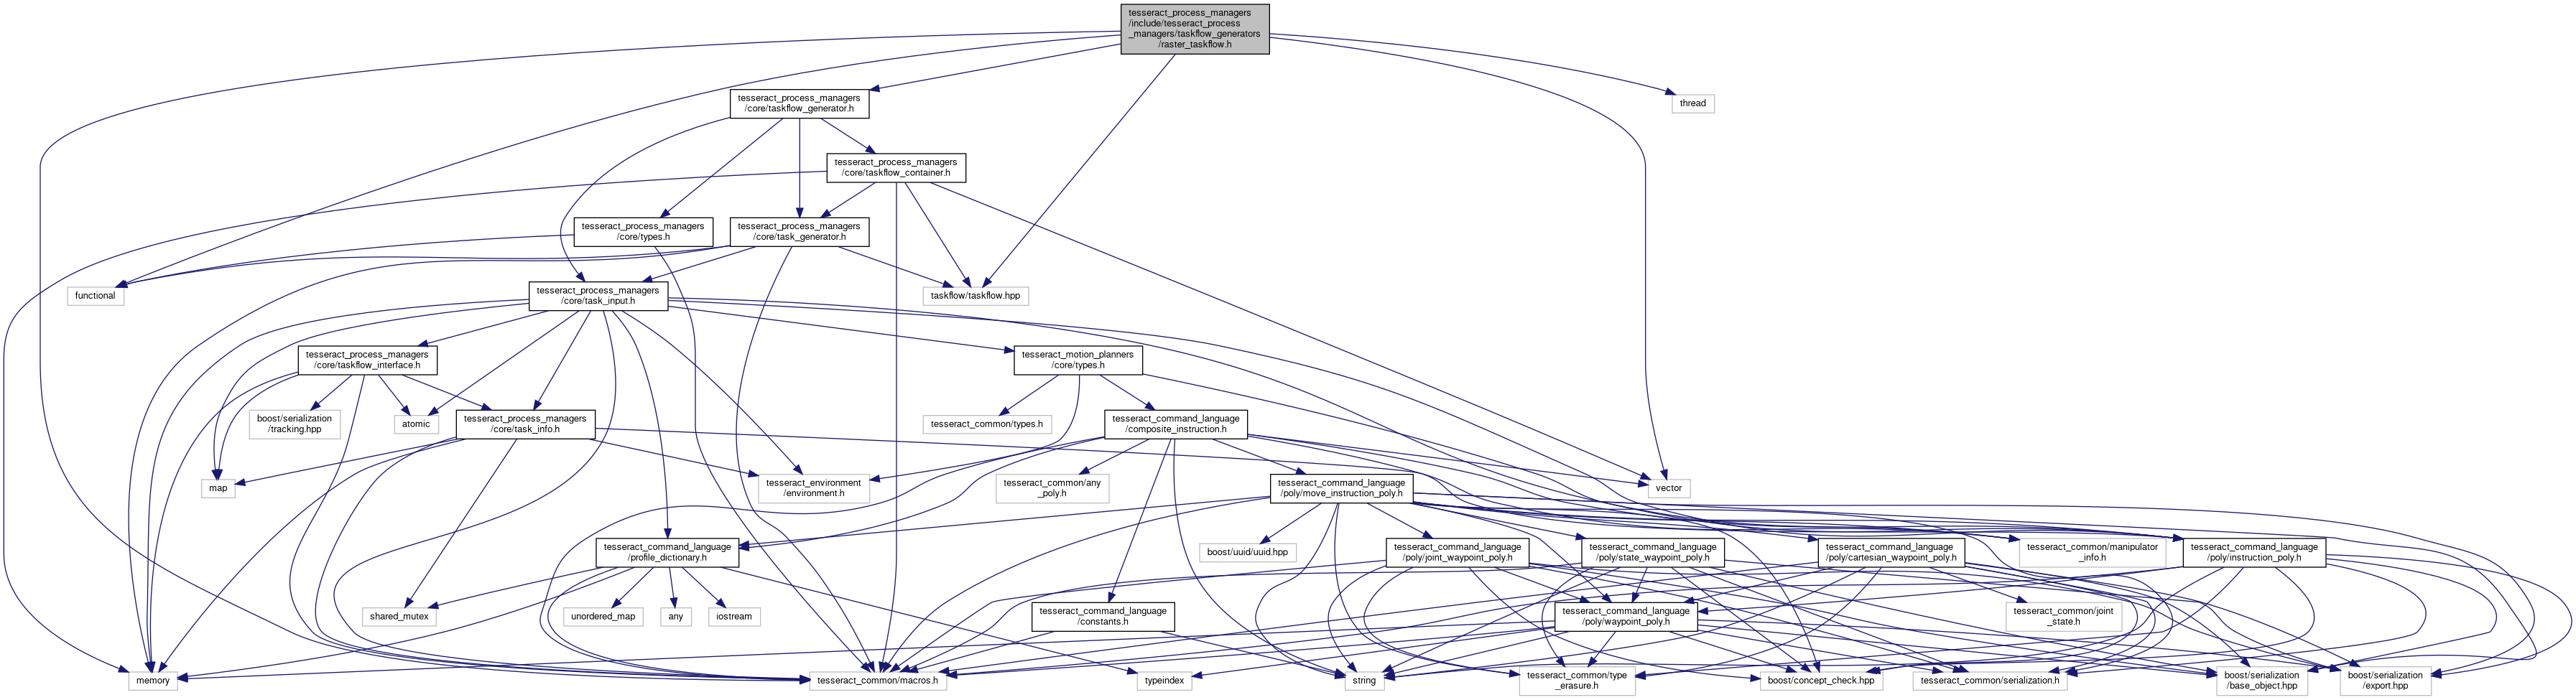 tesseract_process_managers
/include/tesseract_process
_managers/taskflow_generators
/raster_taskflow.h
tesseract_process_managers
/core/taskflow_generator.h
thread
tesseract_process_managers
/core/taskflow_container.h
tesseract_process_managers
/core/types.h
tesseract_process_managers
/core/task_generator.h
functional
tesseract_process_managers
/core/task_input.h
taskflow/taskflow.hpp
tesseract_process_managers
/core/taskflow_interface.h
tesseract_motion_planners
/core/types.h
boost/serialization
/tracking.hpp
atomic
tesseract_process_managers
/core/task_info.h
tesseract_common/types.h
tesseract_command_language
/composite_instruction.h
map
tesseract_environment
/environment.h
tesseract_common/any
_poly.h
tesseract_command_language
/poly/move_instruction_poly.h
vector
tesseract_command_language
/profile_dictionary.h
boost/uuid/uuid.hpp
tesseract_command_language
/poly/joint_waypoint_poly.h
tesseract_command_language
/poly/state_waypoint_poly.h
tesseract_command_language
/poly/cartesian_waypoint_poly.h
tesseract_common/manipulator
_info.h
tesseract_command_language
/poly/instruction_poly.h
shared_mutex
unordered_map
any
iostream
tesseract_command_language
/constants.h
tesseract_command_language
/poly/waypoint_poly.h
tesseract_common/joint
_state.h
memory
tesseract_common/macros.h
typeindex
string
tesseract_common/type
_erasure.h
boost/concept_check.hpp
tesseract_common/serialization.h
boost/serialization
/base_object.hpp
boost/serialization
/export.hpp